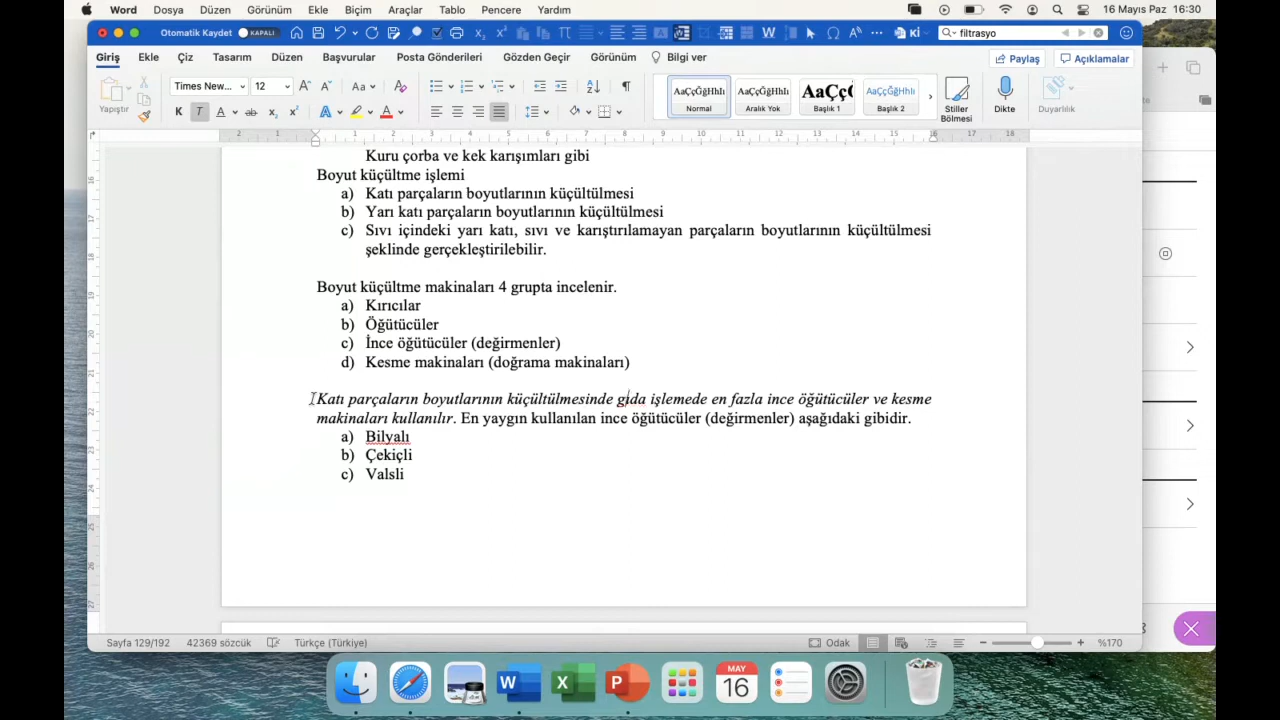 Word Dosya Düzen Görünüm Ekle Biçim Araçlar Tablo Pencere Yardım 16 Mayıs Paz 16:30
Otomatik Kaydet KAPALI Ki filtrasyo
Giriş Ekle Çiz Tasarım Düzen Başvurular Posta Gönderileri Gözden Geçir Görünüm Bilgi ver Paylaş Açıklamalar
Yapıştır Times New... 12 Normal Aralık Yok Başlık 1 Başlık 2 Stiller Bölmesi Dikte Duyarlılık
Kuru çorba ve kek karışımları gibi
Boyut küçültme işlemi
a) Katı parçaların boyutlarının küçültülmesi
b) Yarı katı parçaların boyutlarının küçültülmesi
c) Sıvı içindeki yarı katı, sıvı ve karıştırılamayan parçaların boyutlarının küçültülmesi
şeklinde gerçekleştirilebilir.
Boyut küçültme makinaları 4 grupta incelenir.
a) Kırıcılar
b) Öğütücüler
c) İnce öğütücüler (değirmenler)
d) Kesme makinaları (doğrama makinaları)
Katı parçaların boyutlarının küçültülmesinde gıda işlemede en fazla ince öğütücüler ve kesme
makinaları kullanılır. En yaygın kullanılan ince öğütücüler (değirmenler) aşağıdaki gibidir.
a) Bilyalı
b) Çekiçli
c) Valsli
Sayfa 129/192 42369 sözcük Türkçe (Türkiye) Odak %170
MAY
16